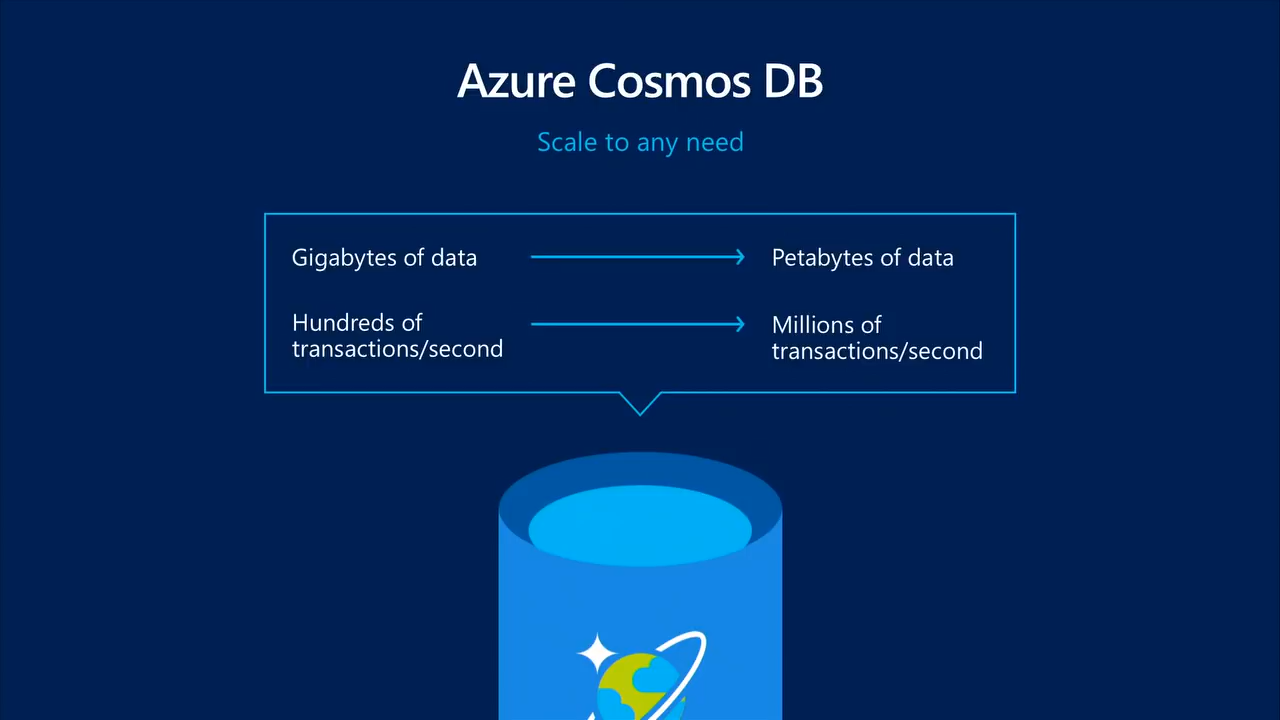 Azure Cosmos DB
Scale to any need
Gigabytes of data
Petabytes of data
Hundreds of
transactions/second
Millions of
transactions/second